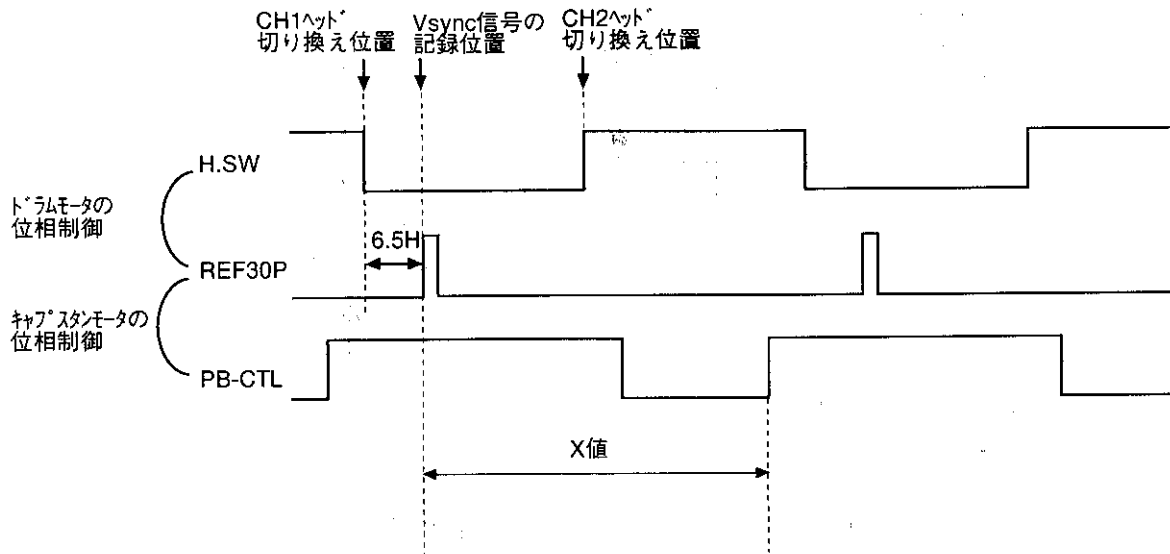 CH1ヘッド
切り換え位置
Vsync信号の
記録位置
CH2ヘッド
切り換え位置
H.SW
ドラムモータの
位相制御
6.5H
REF30P
キャプスタンモータの
位相制御
PB-CTL
X値